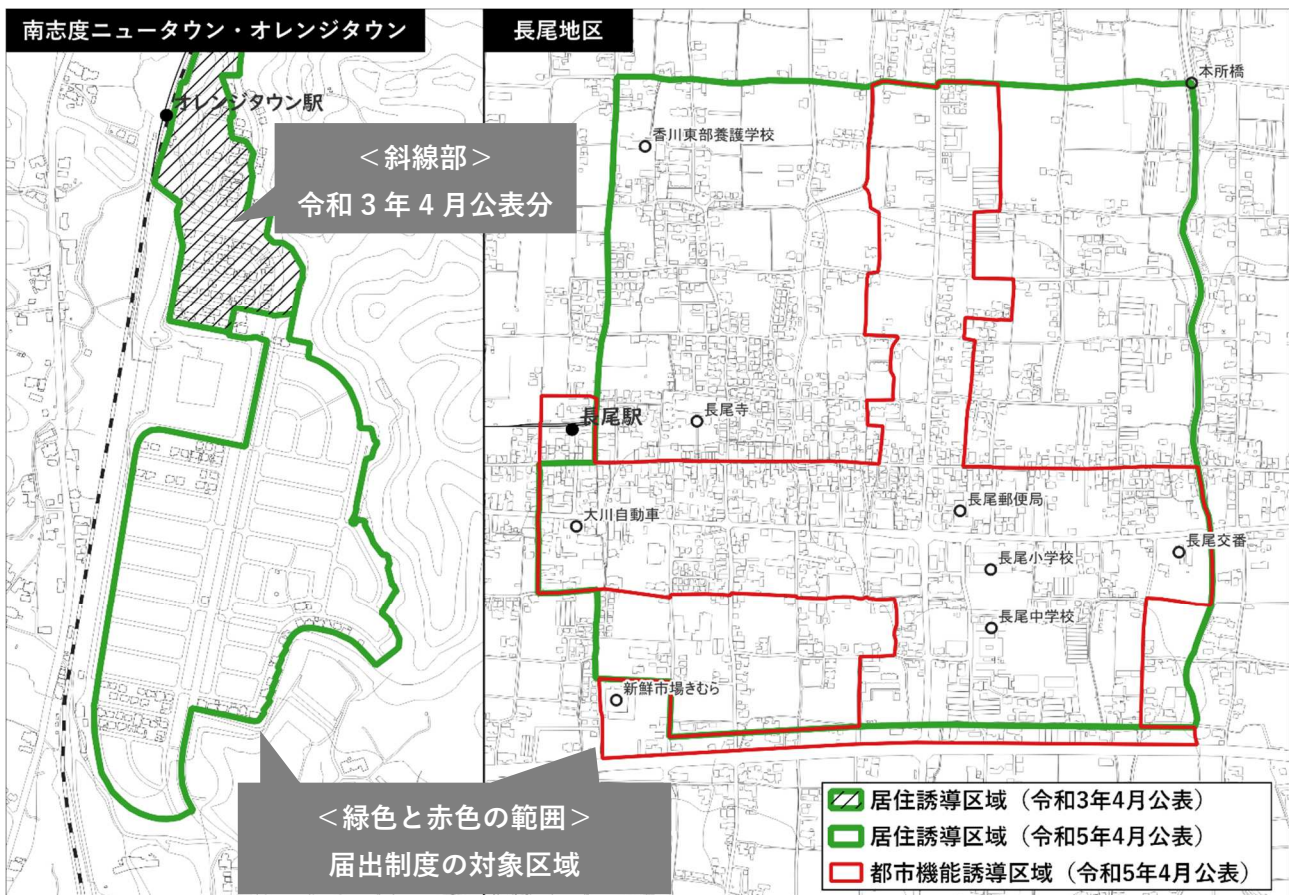 南志度ニュータウン・オレンジタウン
長尾地区
オレンジタウン駅
＜斜線部＞
令和３年４月公表分
本所橋
香川東部養護学校
長尾駅
長尾寺
大川自動車
長尾郵便局
長尾交番
長尾小学校
長尾中学校
新鮮市場きむら
＜緑色と赤色の範囲＞
届出制度の対象区域
居住誘導区域（令和3年4月公表）
居住誘導区域（令和5年4月公表）
都市機能誘導区域（令和5年4月公表）